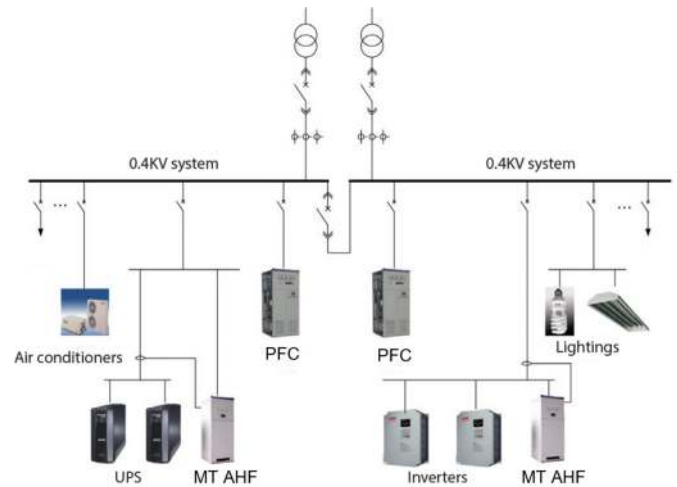 0.4KV system
0.4KV system
...
...
PFC
PFC
Air conditioners
Lightings
UPS
MT AHF
Inverters
MT AHF